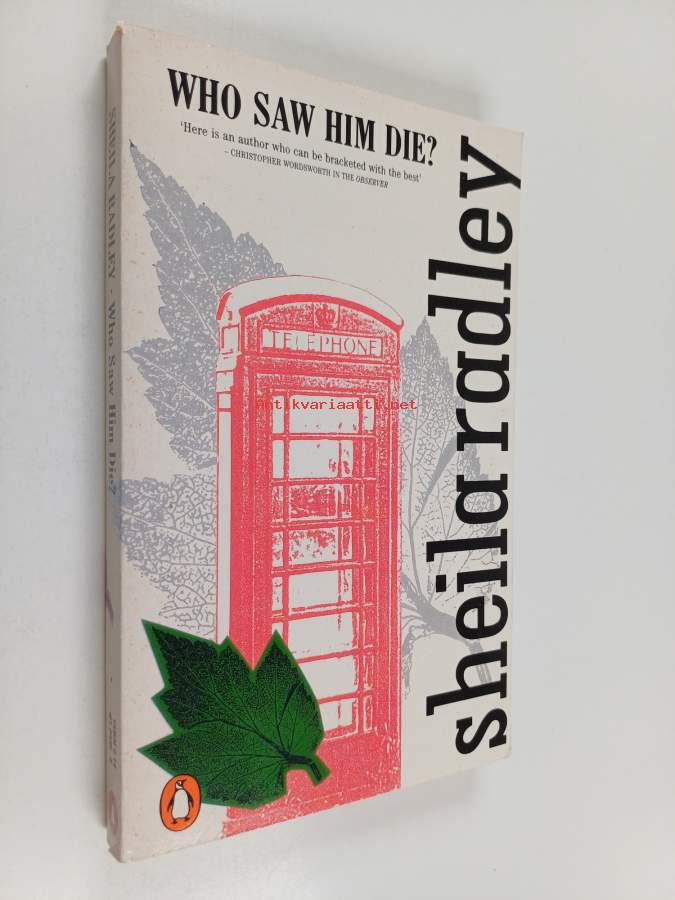 WHO SAW HIM DIE?
'Here is an author who can be bracketed with the best'
– CHRISTOPHER WORDSWORTH IN THE OBSERVER
sheila radley
TELEPHONE
antikvariaatti.net
SHEILA RADLEY · Who Saw Him Die?